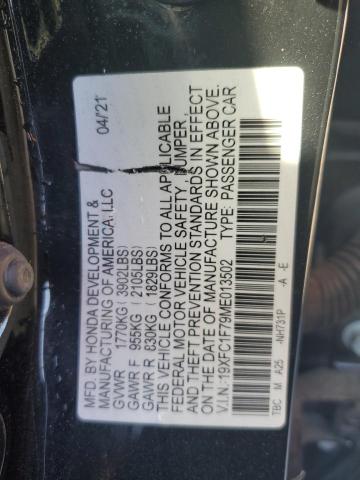 MFD. BY HONDA DEVELOPMENT & 04/21
MANUFACTURING OF AMERICA, LLC
GVWR 1770KG (3902LBS)
GAWR F 955KG (2105LBS)
GAWR R 830KG (1829LBS)
THIS VEHICLE CONFORMS TO ALL APPLICABLE
FEDERAL MOTOR VEHICLE SAFETY, BUMPER,
AND THEFT PREVENTION STANDARDS IN EFFECT
ON THE DATE OF MANUFACTURE SHOWN ABOVE.
V.I.N.: 19XFC1F79ME013502 TYPE: PASSENGER CAR
-NH731P -A -E
TBC M A25